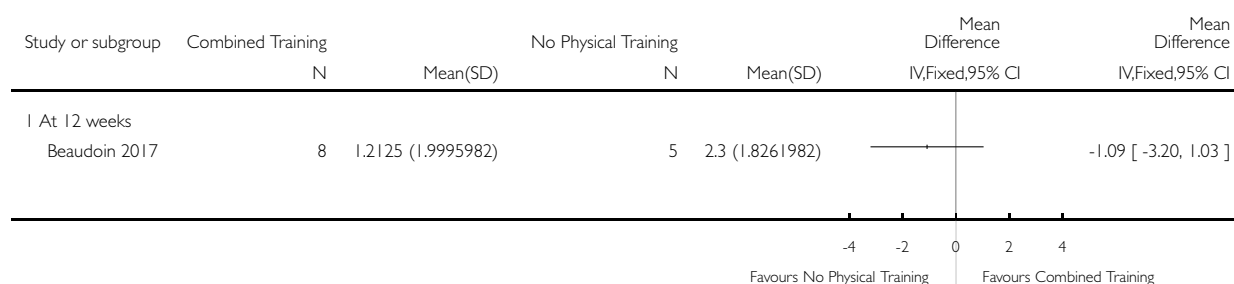 Study or subgroup Combined Training No Physical Training Mean Difference Mean Difference
N Mean(SD) N Mean(SD) IV,Fixed,95% CI IV,Fixed,95% CI
1 At 12 weeks
Beaudoin 2017 8 1.2125 (1.9995982) 5 2.3 (1.8261982) -1.09 [ -3.20, 1.03 ]
-4 -2 0 2 4
Favours No Physical Training Favours Combined Training